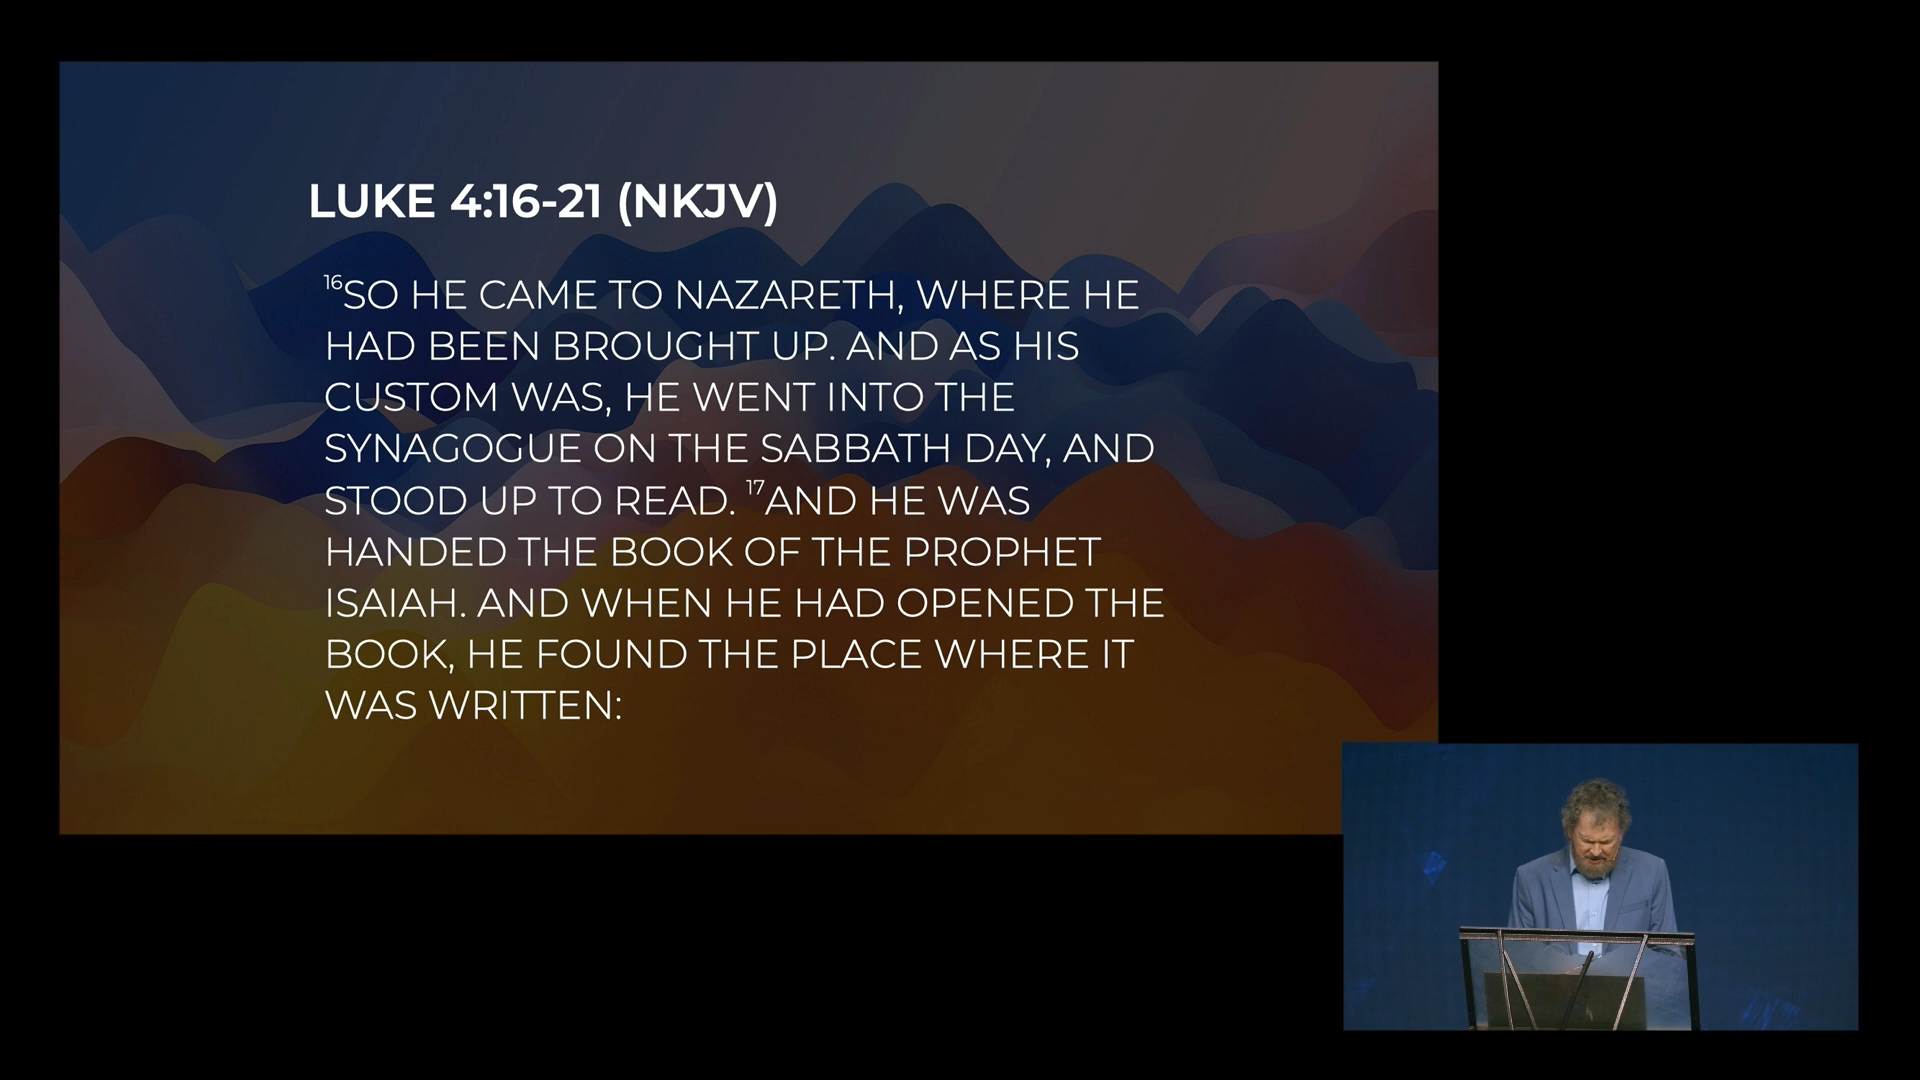 LUKE 4:16-21 (NKJV)
16SO HE CAME TO NAZARETH, WHERE HE
HAD BEEN BROUGHT UP. AND AS HIS
CUSTOM WAS, HE WENT INTO THE
SYNAGOGUE ON THE SABBATH DAY, AND
STOOD UP TO READ. 17AND HE WAS
HANDED THE BOOK OF THE PROPHET
ISAIAH. AND WHEN HE HAD OPENED THE
BOOK, HE FOUND THE PLACE WHERE IT
WAS WRITTEN: